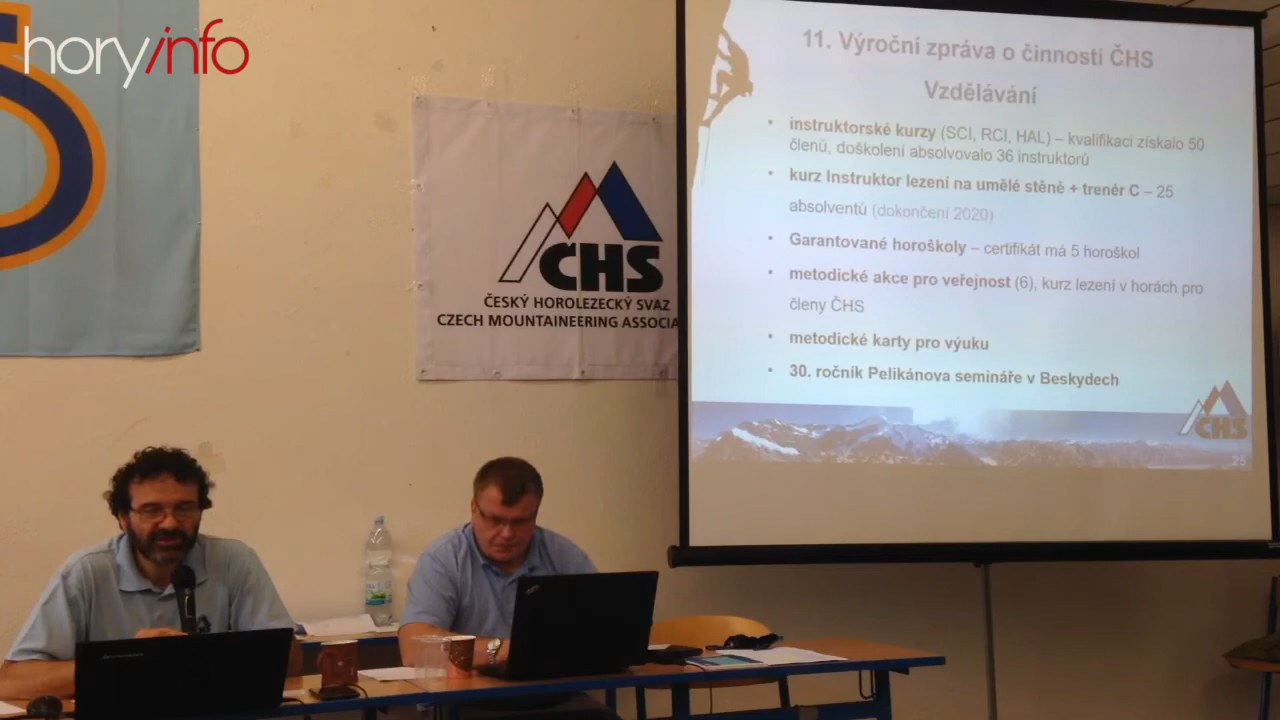 hory/info
ČHS
ČESKÝ HOROLEZECKÝ SVAZ
CZECH MOUNTAINEERING ASSOCIA
11. Výroční zpráva o činnosti ČHS
Vzdělávání
• instruktorské kurzy (SCI, RCI, HAL) – kvalifikaci získalo 50
členů, doškolení absolvovalo 36 instruktorů
• kurz Instruktor lezení na umělé stěně + trenér C – 25
absolventů (dokončení 2020)
• Garantované horoškoly – certifikát má 5 horoškol
• metodické akce pro veřejnost (6), kurz lezení v horách pro
členy ČHS
• metodické karty pro výuku
• 30. ročník Pelikánova semináře v Beskydech
ČHS
25